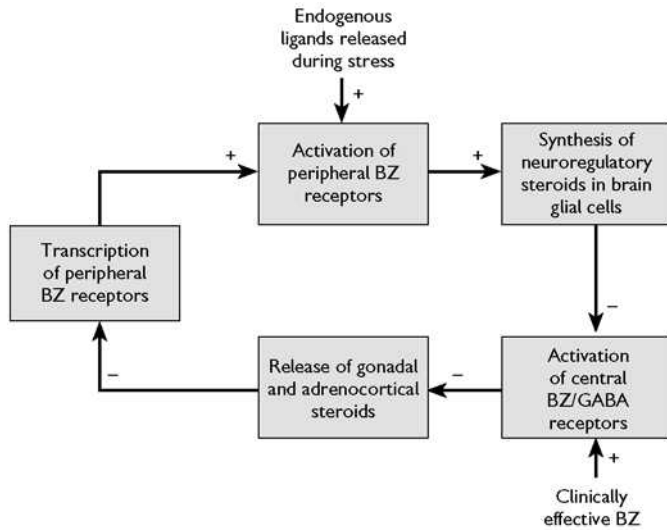 Endogenous
ligands released
during stress
+
Activation of
peripheral BZ
receptors
+
+
Synthesis of
neuroregulatory
steroids in brain
glial cells
Transcription
of peripheral
BZ receptors
–
Release of gonadal
and adrenocortical
steroids
–
–
Activation
of central
BZ/GABA
receptors
+
Clinically
effective BZ